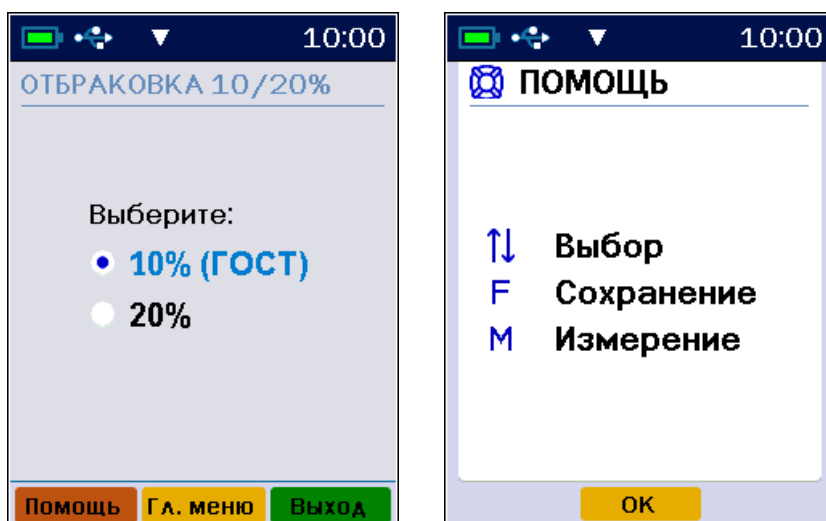 10:00
ОТБРАКОВКА 10/20%
Выберите:
10% (ГОСТ)
20%
Помощь Гл. меню Выход
10:00
ПОМОЩЬ
↑↓ Выбор
F Сохранение
M Измерение
OK